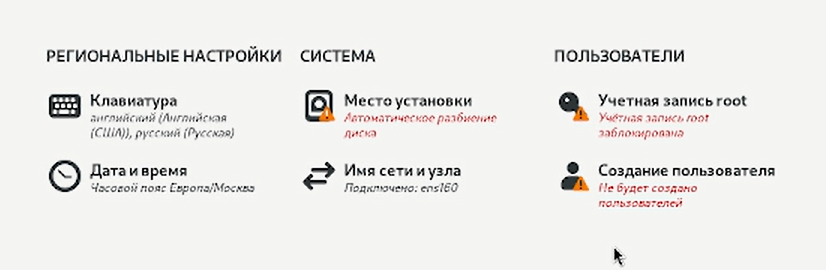 РЕГИОНАЛЬНЫЕ НАСТРОЙКИ
Клавиатура
английский (Английская
(США)), русский (Русская)
Дата и время
Часовой пояс Европа/Москва
СИСТЕМА
Место установки
Автоматическое разбиение
диска
Имя сети и узла
Подключено: ens160
ПОЛЬЗОВАТЕЛИ
Учетная запись root
Учётная запись root
заблокирована
Создание пользователя
Не будет создано
пользователей